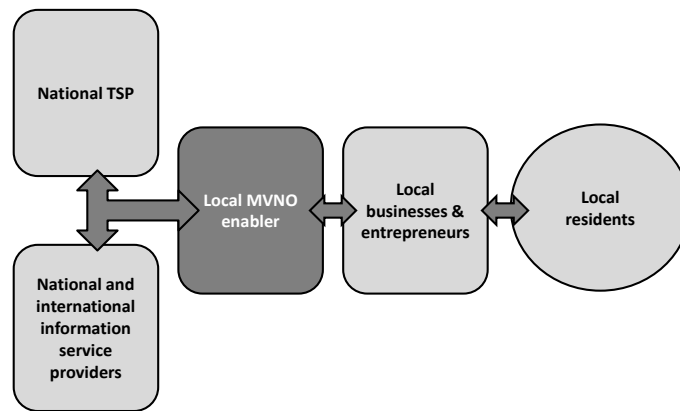 National TSP
Local MVNO
enabler
Local
businesses &
entrepreneurs
Local
residents
National and
international
information
service
providers